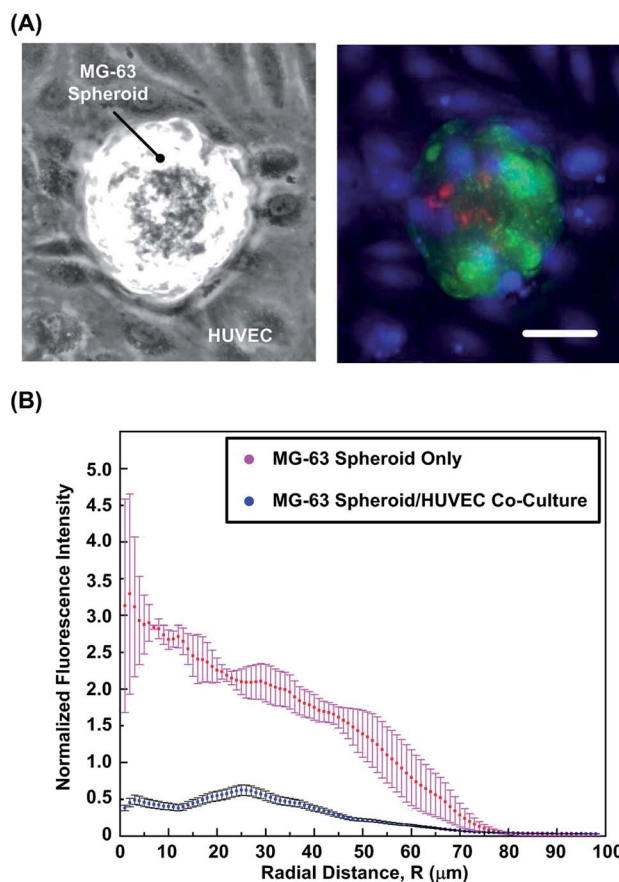 (A)
MG-63
Spheroid
HUVEC
(B)
MG-63 Spheroid Only
MG-63 Spheroid/HUVEC Co-Culture
Normalized Fluorescence Intensity
5.0
4.5
4.0
3.5
3.0
2.5
2.0
1.5
1.0
0.5
0
0 10 20 30 40 50 60 70 80 90 100
Radial Distance, R (μm)